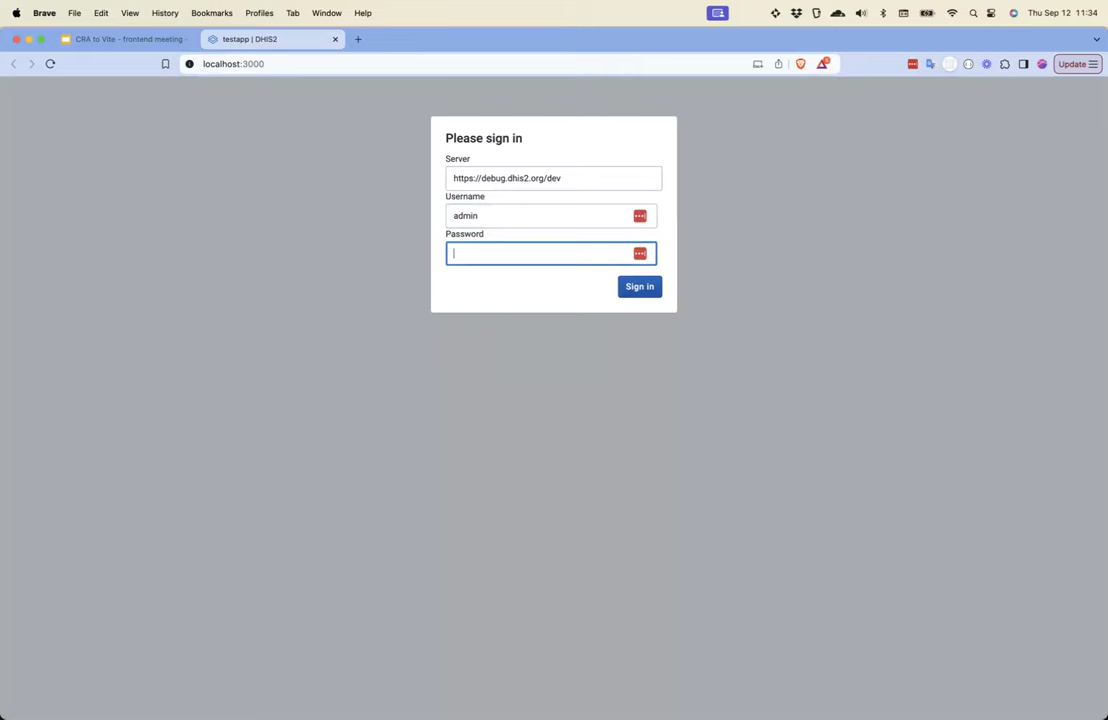 Brave File Edit View History Bookmarks Profiles Tab Window Help Thu Sep 12 11:34
CRA to Vite - frontend meeting - testapp | DHIS2
localhost:3000 Update
Please sign in
Server
https://debug.dhis2.org/dev
Username
admin
Password
Sign in